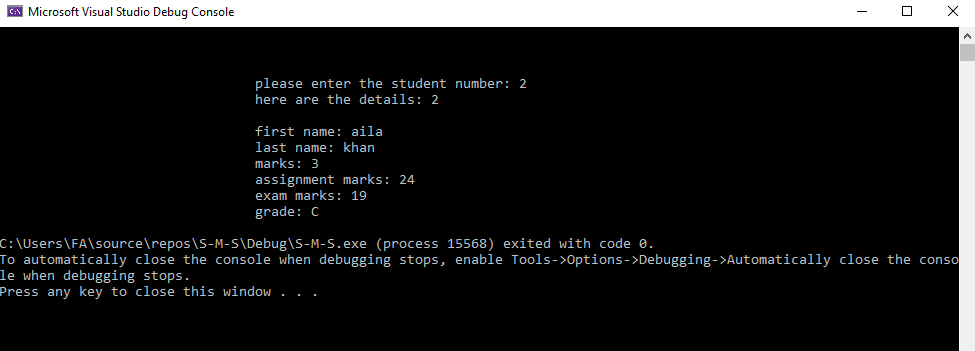 Microsoft Visual Studio Debug Console
please enter the student number: 2
here are the details: 2
first name: aila
last name: khan
marks: 3
assignment marks: 24
exam marks: 19
grade: C
C:\Users\FA\source\repos\S-M-S\Debug\S-M-S.exe (process 15568) exited with code 0.
To automatically close the console when debugging stops, enable Tools->Options->Debugging->Automatically close the conso
le when debugging stops.
Press any key to close this window . . .